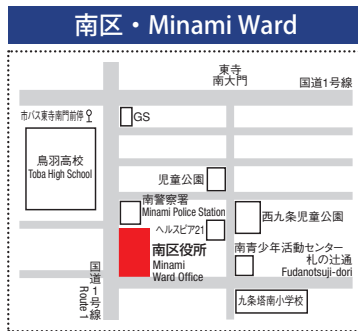 南区・Minami Ward
東寺
南大門
国道1号線
市バス東寺南門前停
GS
鳥羽高校
Toba High School
児童公園
南警察署
Minami Police Station
ヘルスピア21
西九条児童公園
南区役所
Minami
Ward Office
南青少年活動センター
札の辻通
Fudanotsuji-dori
国道1号線
Route 1
九条塔南小学校